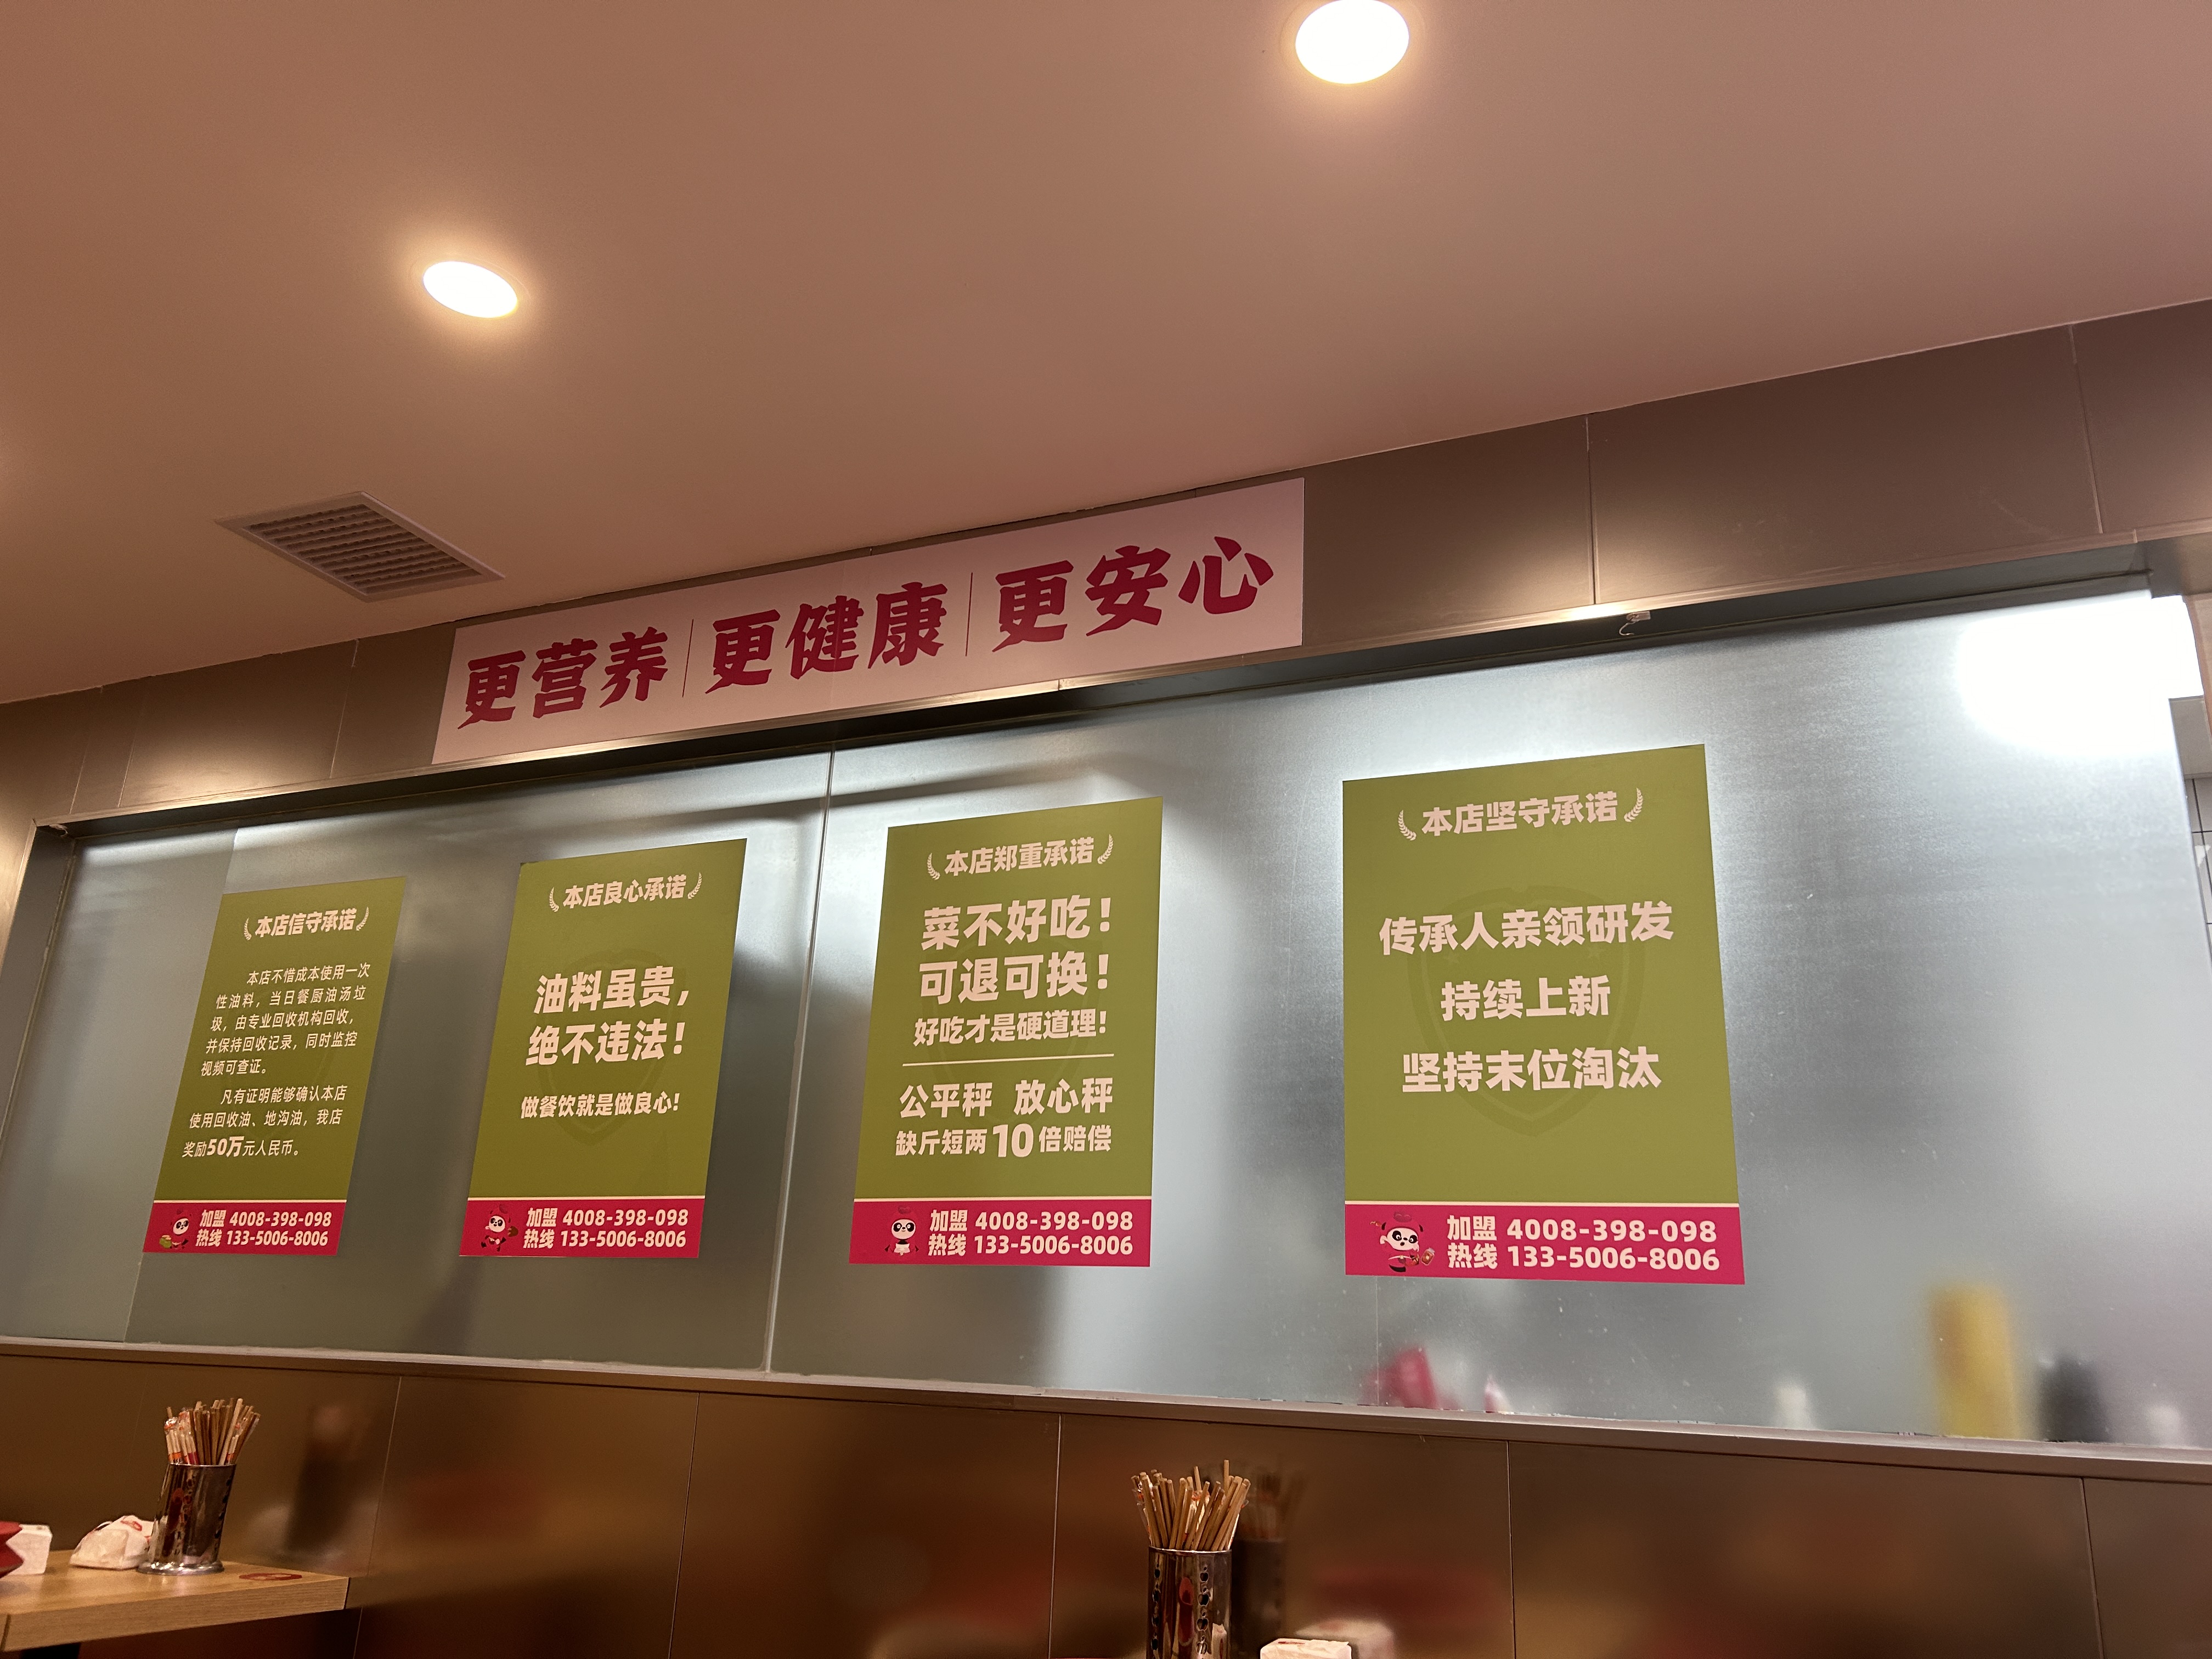 更营养 | 更健康 | 更安心
本店信守承诺
本店不惜成本使用一次
性油料，当日餐厨油汤垃
圾，由专业回收机构回收，
并保持回收记录，同时监控
视频可查证。
凡有证明能够确认本店
使用回收油、地沟油，我店
奖励50万元人民币。
加盟 4008-398-098
热线 133-5006-8006
本店良心承诺
油料虽贵，
绝不违法！
做餐饮就是做良心！
加盟 4008-398-098
热线 133-5006-8006
本店郑重承诺
菜不好吃！
可退可换！
好吃才是硬道理！
公平秤 放心秤
缺斤短两10倍赔偿
加盟 4008-398-098
热线 133-5006-8006
本店坚守承诺
传承人亲领研发
持续上新
坚持末位淘汰
加盟 4008-398-098
热线 133-5006-8006